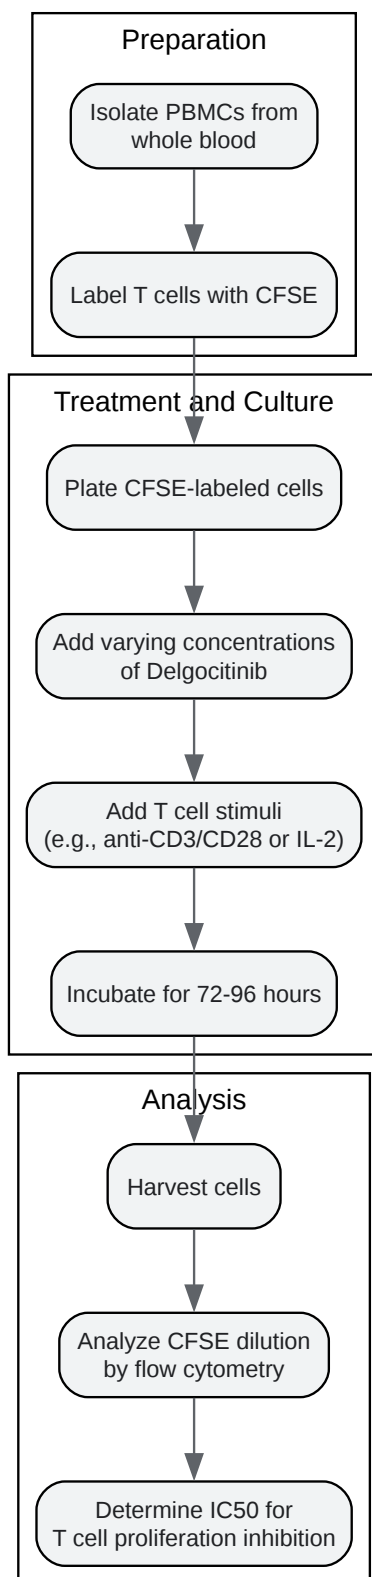 Preparation
Isolate PBMCs from
whole blood
Label T cells with CFSE
Treatment and Culture
Plate CFSE-labeled cells
Add varying concentrations
of Delgocitinib
Add T cell stimuli
(e.g., anti-CD3/CD28 or IL-2)
Incubate for 72-96 hours
Analysis
Harvest cells
Analyze CFSE dilution
by flow cytometry
Determine IC50 for
T cell proliferation inhibition